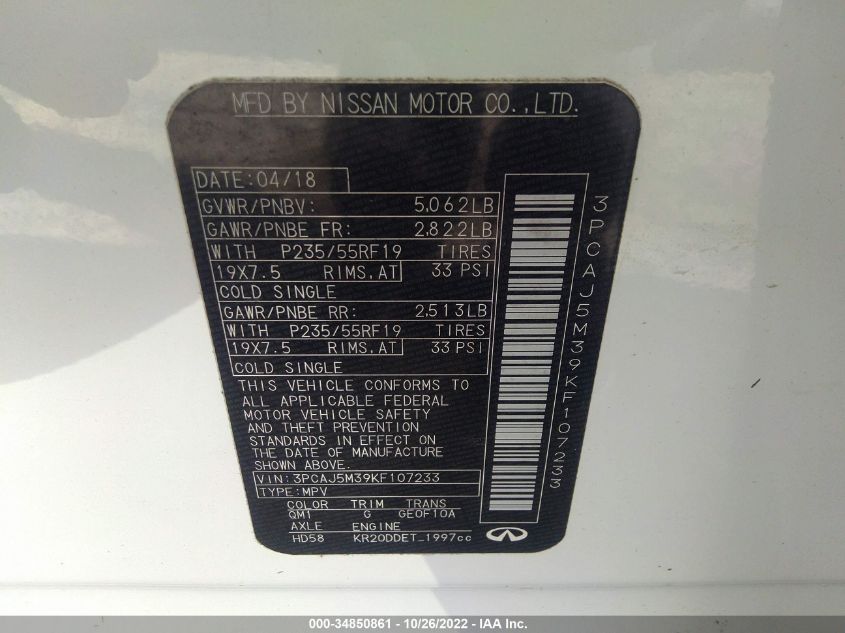 MFD BY NISSAN MOTOR CO.,LTD.
DATE:04/18
GVWR/PNBV: 5.062LB
GAWR/PNBE FR: 2.822LB
WITH P235/55RF19 TIRES
19X7.5 RIMS,AT 33 PSI
COLD SINGLE
GAWR/PNBE RR: 2.513LB
WITH P235/55RF19 TIRES
19X7.5 RIMS,AT 33 PSI
COLD SINGLE
THIS VEHICLE CONFORMS TO
ALL APPLICABLE FEDERAL
MOTOR VEHICLE SAFETY
AND THEFT PREVENTION
STANDARDS IN EFFECT ON
THE DATE OF MANUFACTURE
SHOWN ABOVE.
VIN:3PCAJ5M39KF107233
TYPE:MPV
COLOR TRIM TRANS
QM1 G GE0F10A
AXLE ENGINE
HD58 KR20DDET_1997cc
3PCAJ5M39KF107233
000-34850861 - 10/26/2022 - IAA Inc.